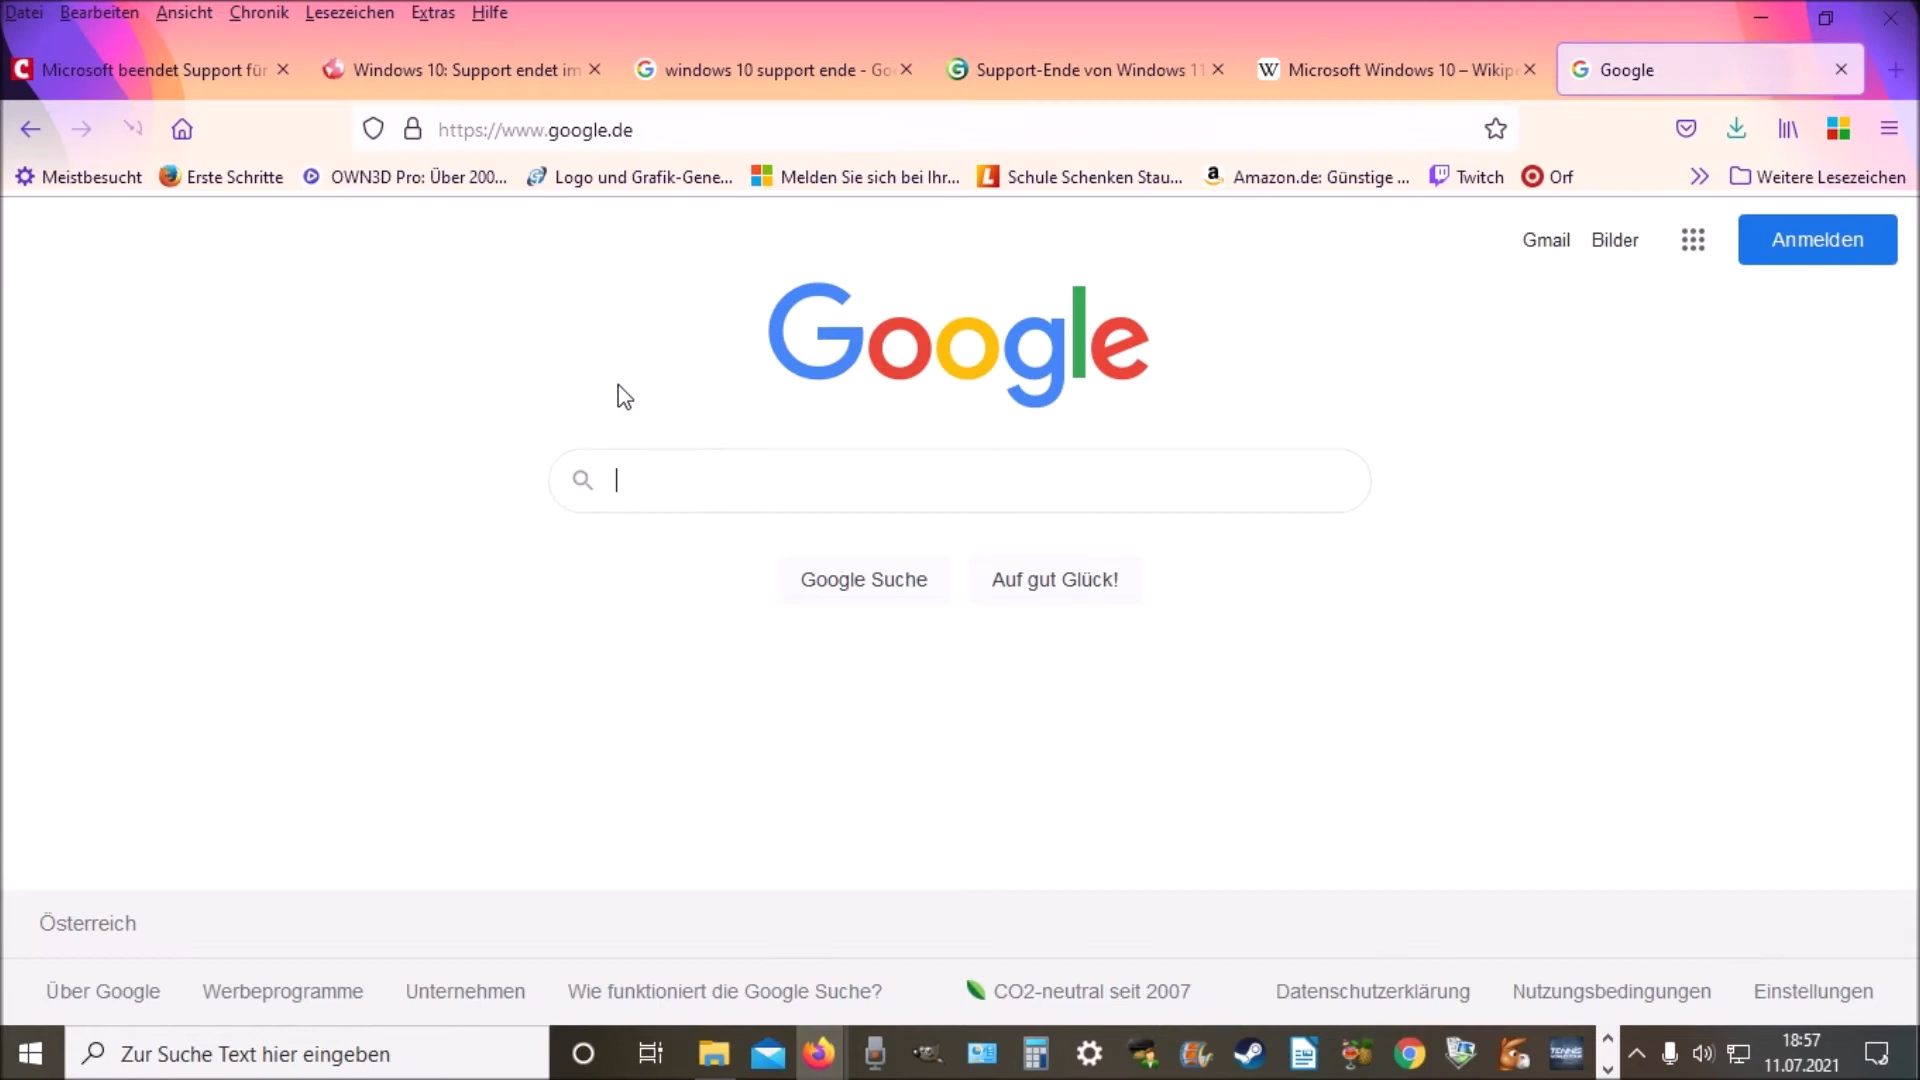 Datei Bearbeiten Ansicht Chronik Lesezeichen Extras Hilfe
Microsoft beendet Support für Windows 10: Support endet im windows 10 support ende - Go Support-Ende von Windows 11 Microsoft Windows 10 – Wikip Google
https://www.google.de
Meistbesucht Erste Schritte OWN3D Pro: Über 200... Logo und Grafik-Gene... Melden Sie sich bei Ihr... Schule Schenken Stau... Amazon.de: Günstige ... Twitch Orf Weitere Lesezeichen
Gmail Bilder Anmelden
Google
Google Suche Auf gut Glück!
Österreich
Über Google Werbeprogramme Unternehmen Wie funktioniert die Google Suche? CO2-neutral seit 2007 Datenschutzerklärung Nutzungsbedingungen Einstellungen
Zur Suche Text hier eingeben
18:57
11.07.2021